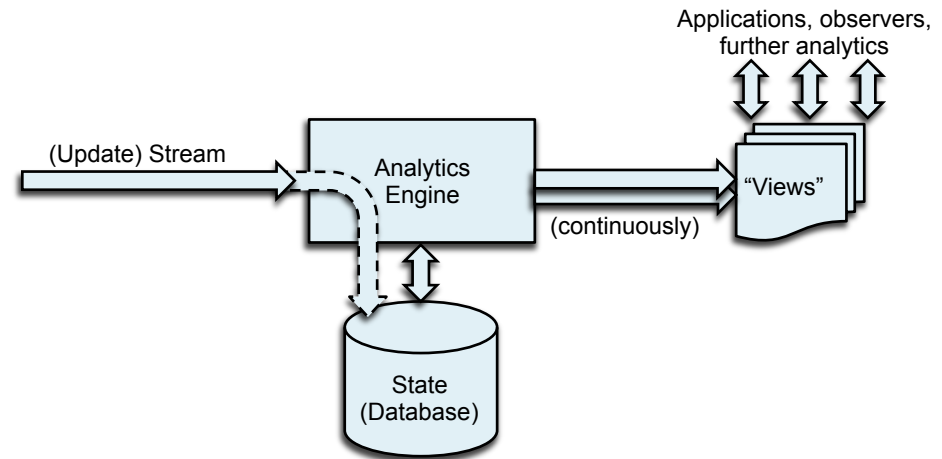 Applications, observers,
further analytics
(Update) Stream
Analytics
Engine
“Views”
(continuously)
State
(Database)